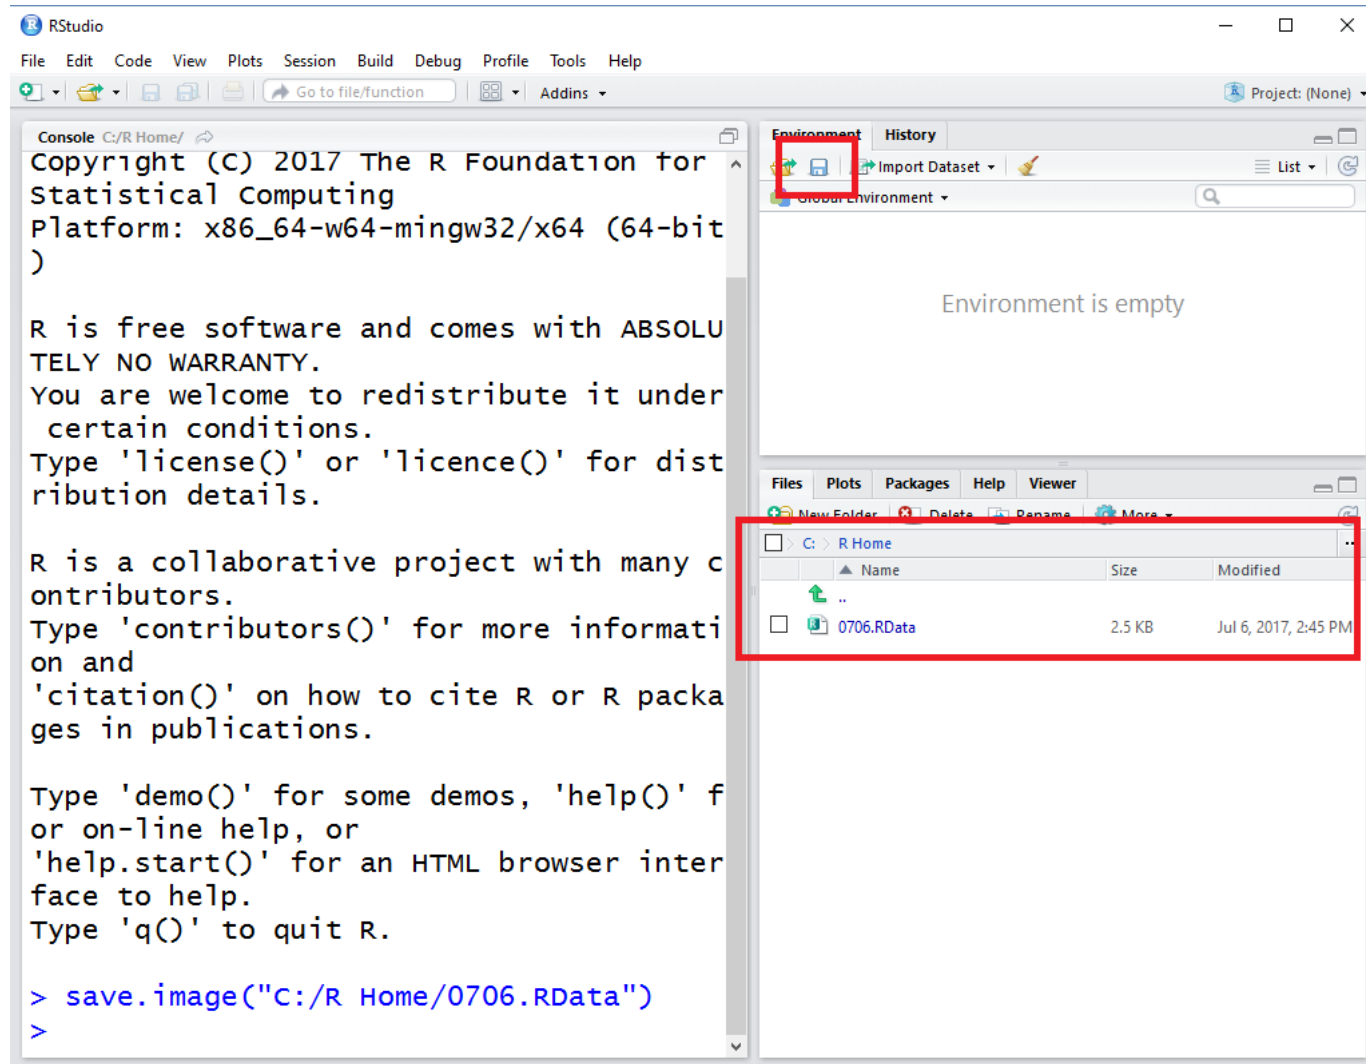 RStudio
File Edit Code View Plots Session Build Debug Profile Tools Help
Go to file/function Addins Project: (None)
Console C:/R Home/
Copyright (C) 2017 The R Foundation for
Statistical Computing
Platform: x86_64-w64-mingw32/x64 (64-bit
)
R is free software and comes with ABSOLU
TELY NO WARRANTY.
You are welcome to redistribute it under
 certain conditions.
Type 'license()' or 'licence()' for dist
ribution details.
R is a collaborative project with many c
ontributors.
Type 'contributors()' for more informati
on and
'citation()' on how to cite R or R packa
ges in publications.
Type 'demo()' for some demos, 'help()' f
or on-line help, or
'help.start()' for an HTML browser inter
face to help.
Type 'q()' to quit R.
> save.image("C:/R Home/0706.RData")
>
Environment History
Import Dataset List
Global Environment
Environment is empty
Files Plots Packages Help Viewer
New Folder Delete Rename More
C: R Home ..
Name Size Modified
..
0706.RData 2.5 KB Jul 6, 2017, 2:45 PM